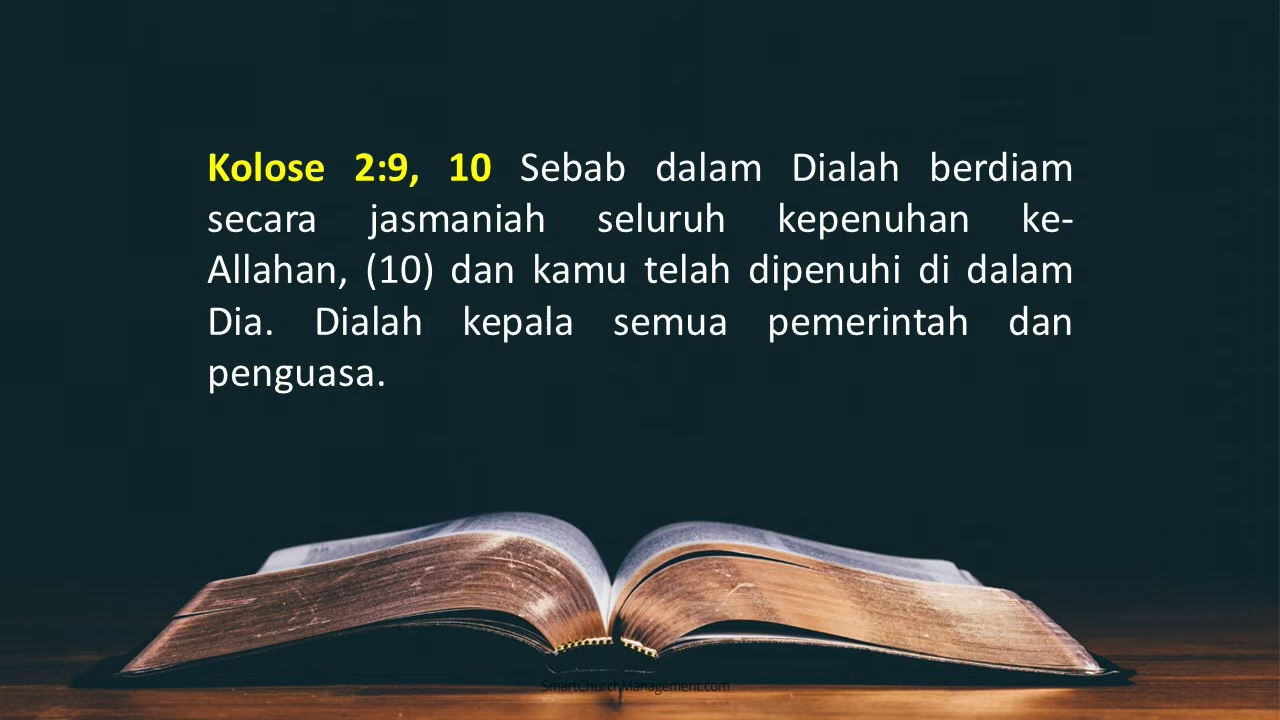 Kolose 2:9, 10 Sebab dalam Dialah berdiam
secara jasmaniah seluruh kepenuhan ke-
Allahan, (10) dan kamu telah dipenuhi di dalam
Dia. Dialah kepala semua pemerintah dan
penguasa.
SmartChurchManagement.com